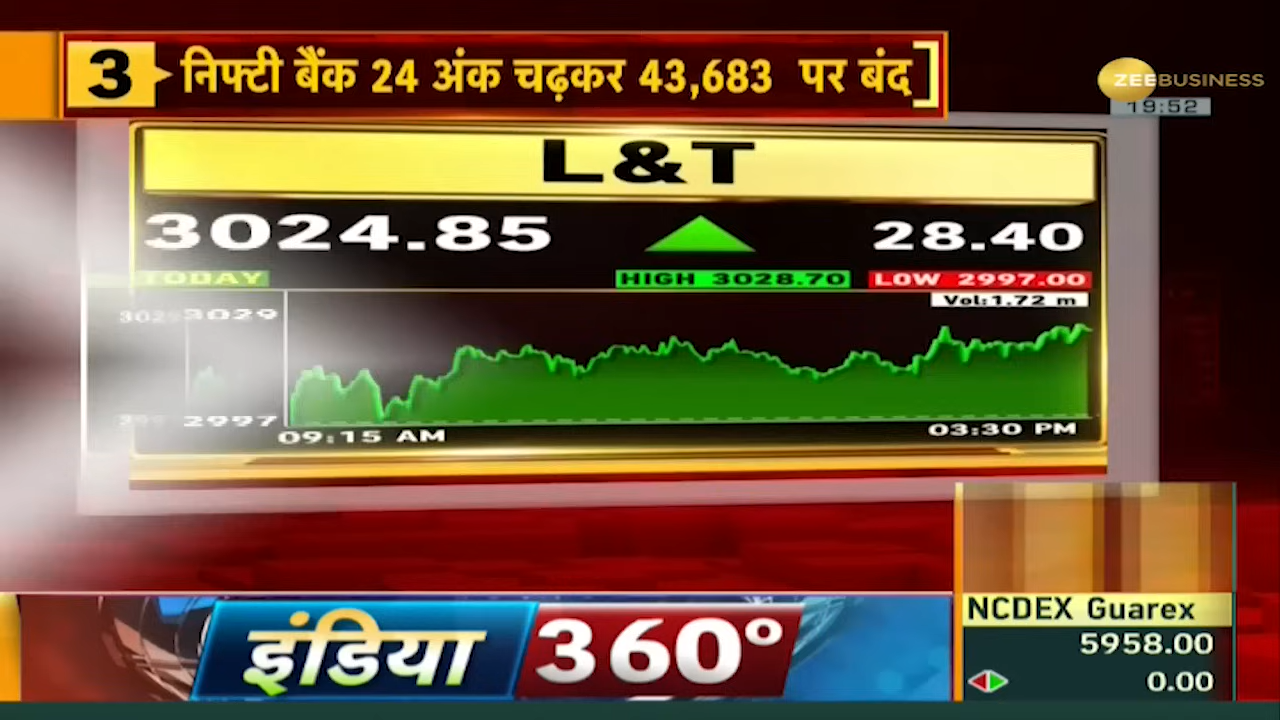 3 निफ्टी बैंक 24 अंक चढ़कर 43,683 पर बंद
ZEEBUSINESS
19:52
L&T
3024.85 28.40
TODAY HIGH 3028.70 LOW 2997.00
Vol:1.72 m
3029 3029
2997
09:15 AM 03:30 PM
इंडिया 360°
NCDEX Guarex
5958.00
0.00